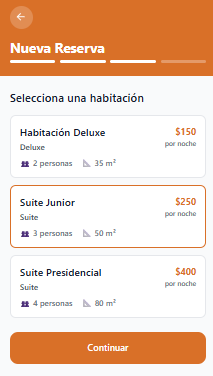 Nueva Reserva
Selecciona una habitación
Habitación Deluxe
$150
Deluxe
por noche
2 personas 35 m²
Suite Junior
$250
Suite
por noche
3 personas 50 m²
Suite Presidencial
$400
Suite
por noche
4 personas 80 m²
Continuar